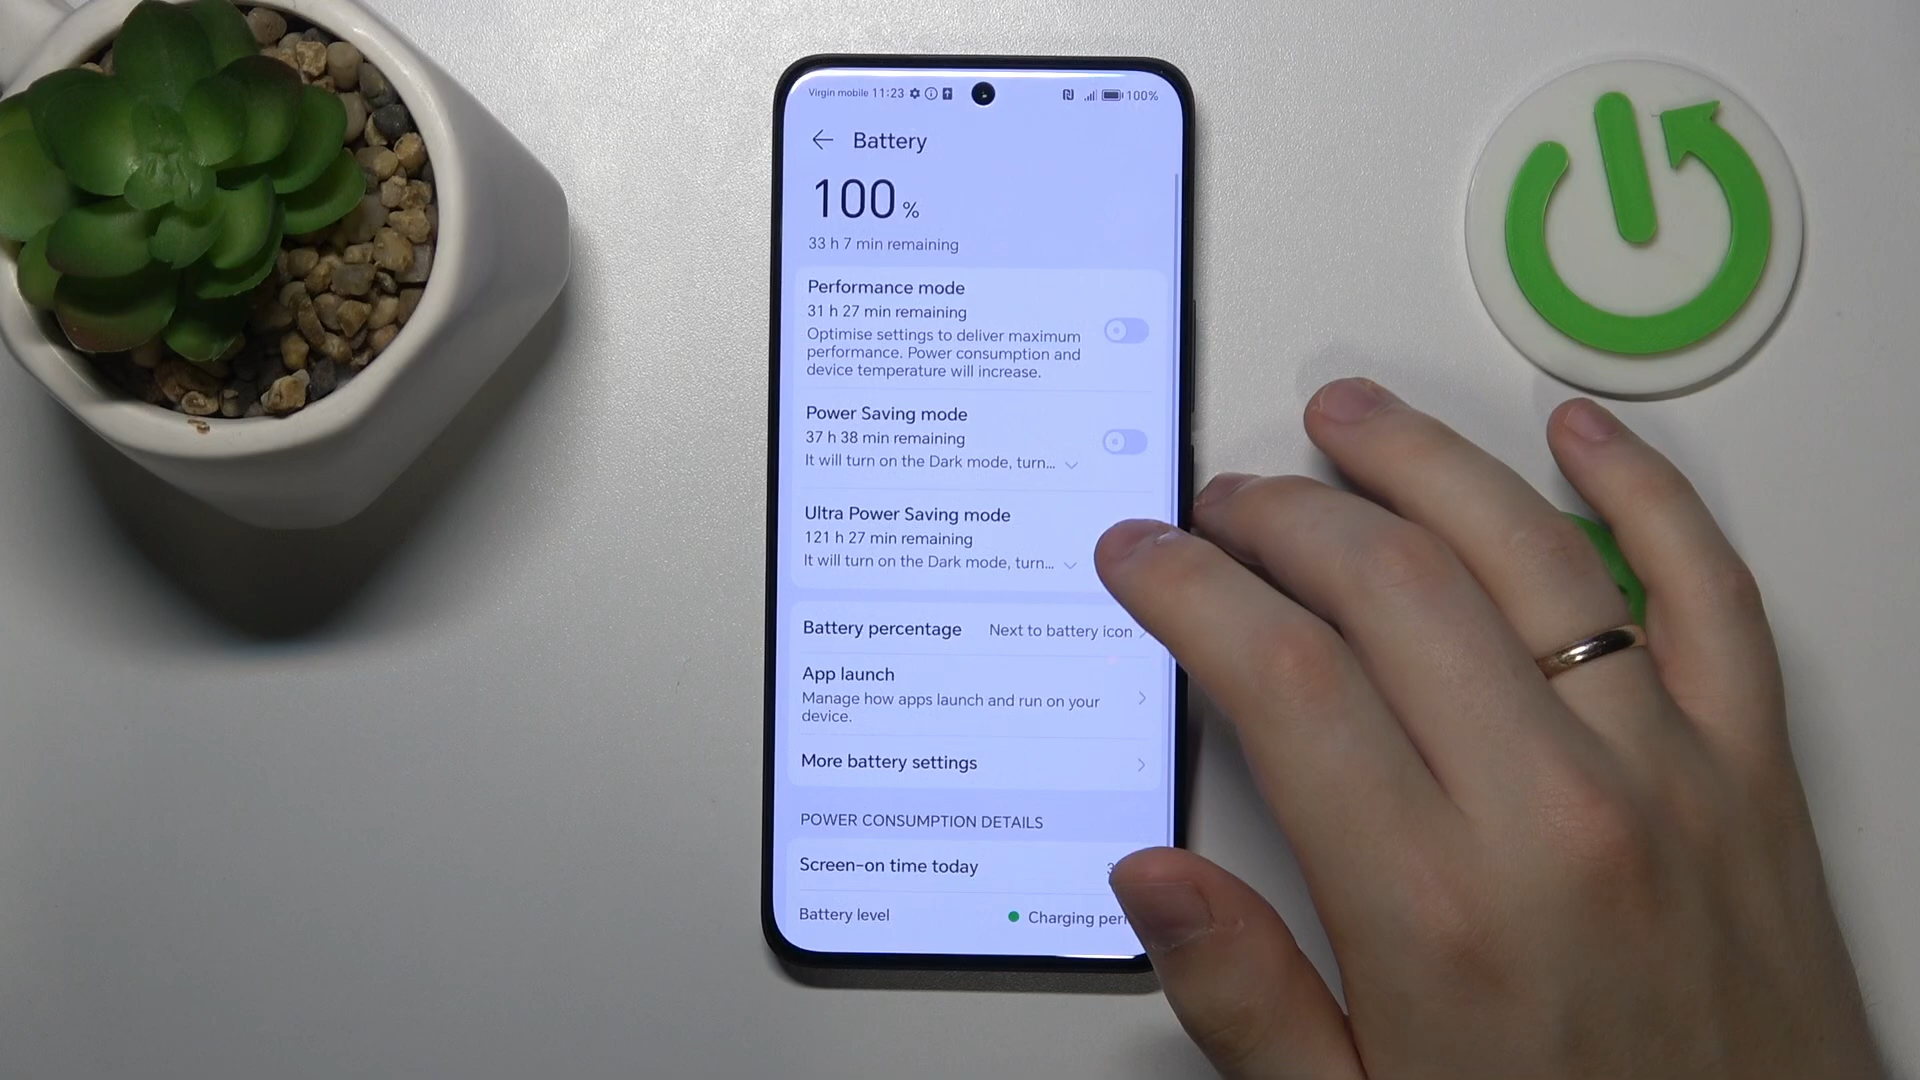 Virgin mobile 11:23 100%
Battery
100 %
33 h 7 min remaining
Performance mode
31 h 27 min remaining
Optimise settings to deliver maximum
performance. Power consumption and
device temperature will increase.
Power Saving mode
37 h 38 min remaining
It will turn on the Dark mode, turn...
Ultra Power Saving mode
121 h 27 min remaining
It will turn on the Dark mode, turn...
Battery percentage Next to battery icon
App launch
Manage how apps launch and run on your
device.
More battery settings
POWER CONSUMPTION DETAILS
Screen-on time today
Battery level Charging